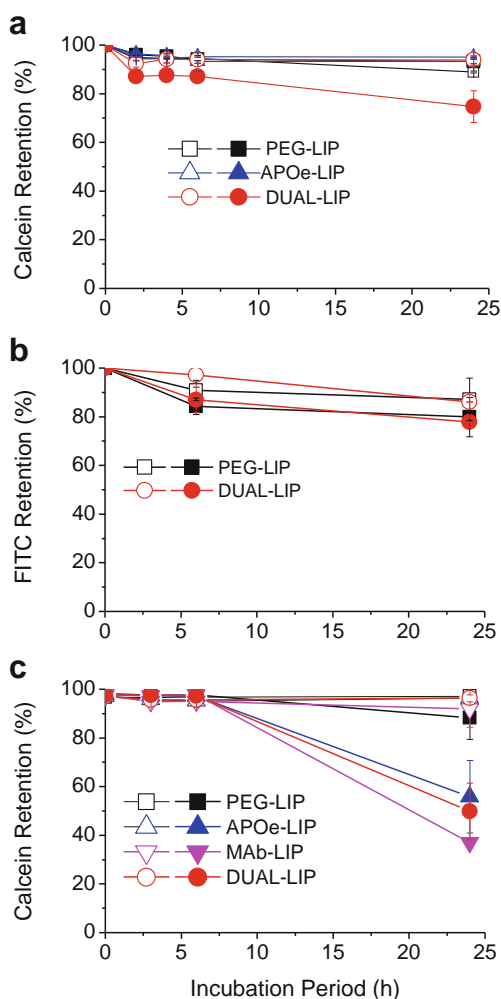 a
100
80
60
40
20
0
Calcein Retention (%)
PEG-LIP
APOe-LIP
DUAL-LIP
0 5 10 15 20 25
b
100
80
60
40
20
0
FITC Retention (%)
PEG-LIP
DUAL-LIP
0 5 10 15 20 25
c
100
80
60
40
20
0
Calcein Retention (%)
PEG-LIP
APOe-LIP
MAb-LIP
DUAL-LIP
0 5 10 15 20 25
Incubation Period (h)